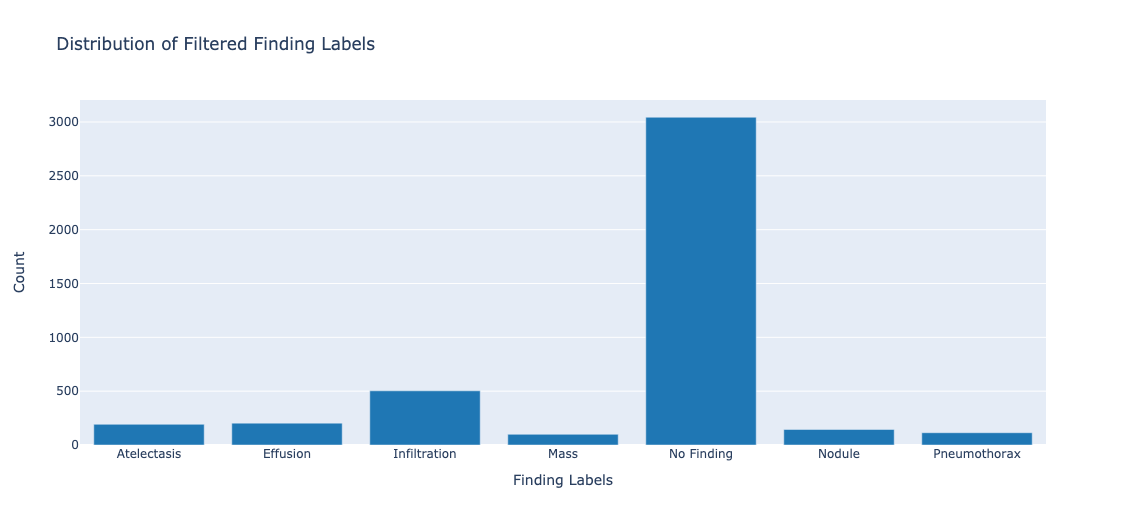 Distribution of Filtered Finding Labels
3000
2500
2000
1500
1000
500
0
Count
Atelectasis Effusion Infiltration Mass No Finding Nodule Pneumothorax
Finding Labels